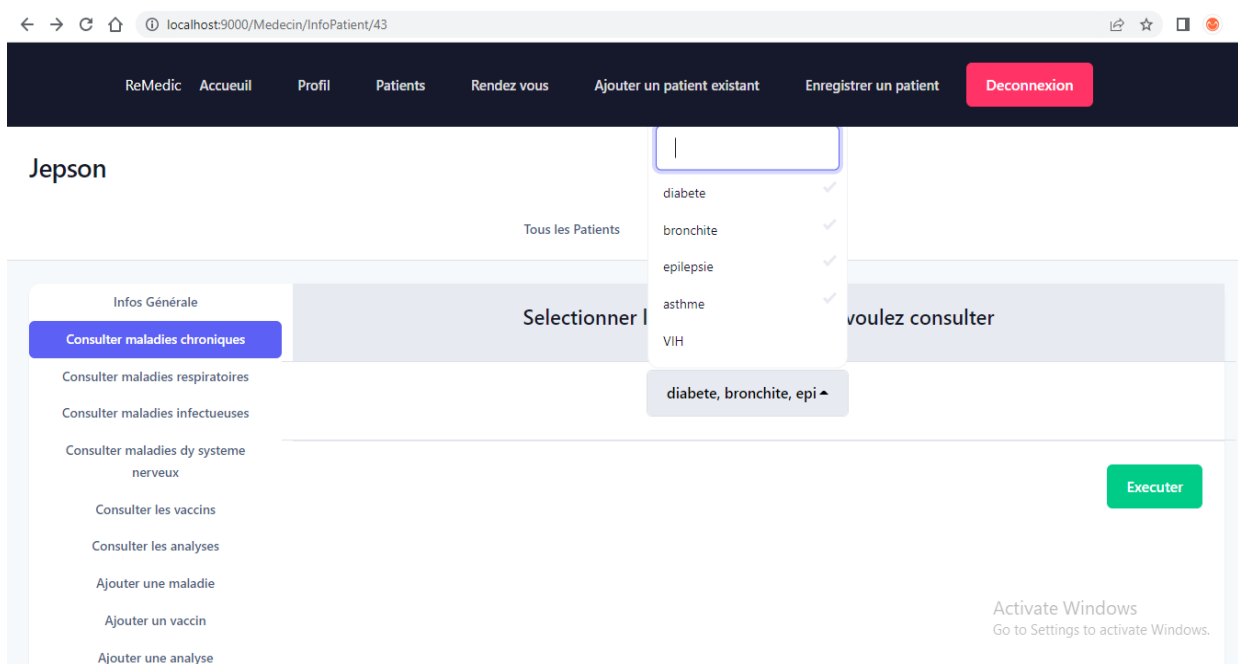 localhost:9000/Medecin/InfoPatient/43
ReMedic Accueuil Profil Patients Rendez vous Ajouter un patient existant Enregistrer un patient Deconnexion
Jepson
Tous les Patients
diabete
bronchite
epilepsie
asthme
VIH
diabete, bronchite, epi
Selectionner l voulez consulter
Infos Générale
Consulter maladies chroniques
Consulter maladies respiratoires
Consulter maladies infectueuses
Consulter maladies dy systeme
nerveux
Consulter les vaccins
Consulter les analyses
Ajouter une maladie
Ajouter un vaccin
Ajouter une analyse
Executer
Activate Windows
Go to Settings to activate Windows.